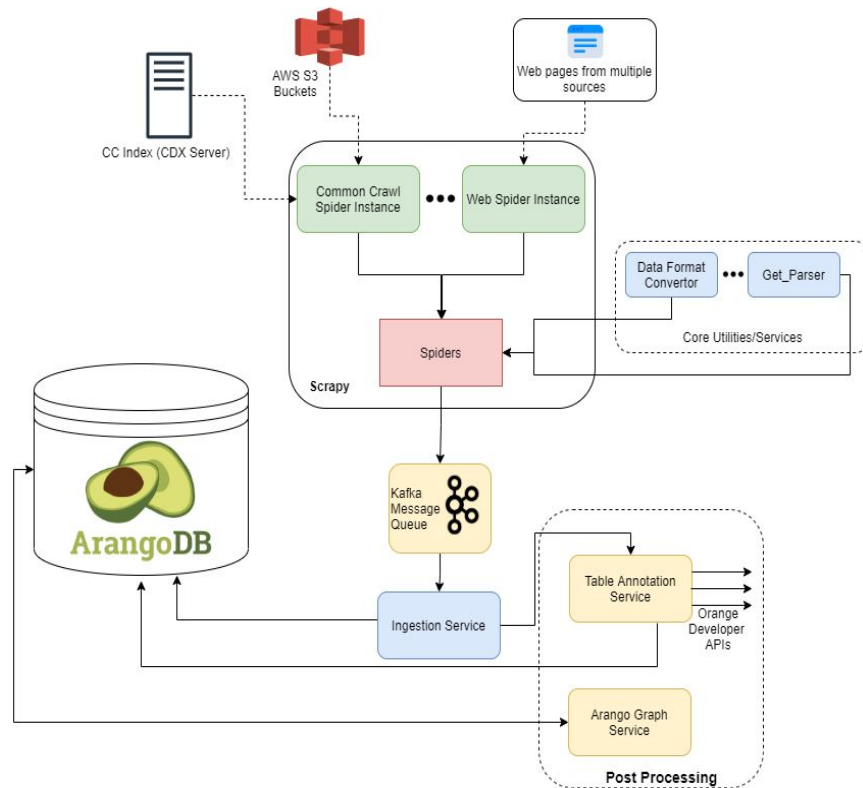 AWS S3
Buckets
Web pages from multiple
sources
CC Index (CDX Server)
Common Crawl
Spider Instance
Web Spider Instance
Data Format
Convertor
Get_Parser
Core Utilities/Services
Spiders
Scrapy
ArangoDB
Kafka
Message
Queue
Ingestion Service
Table Annotation
Service
Orange
Developer
APIs
Arango Graph
Service
Post Processing